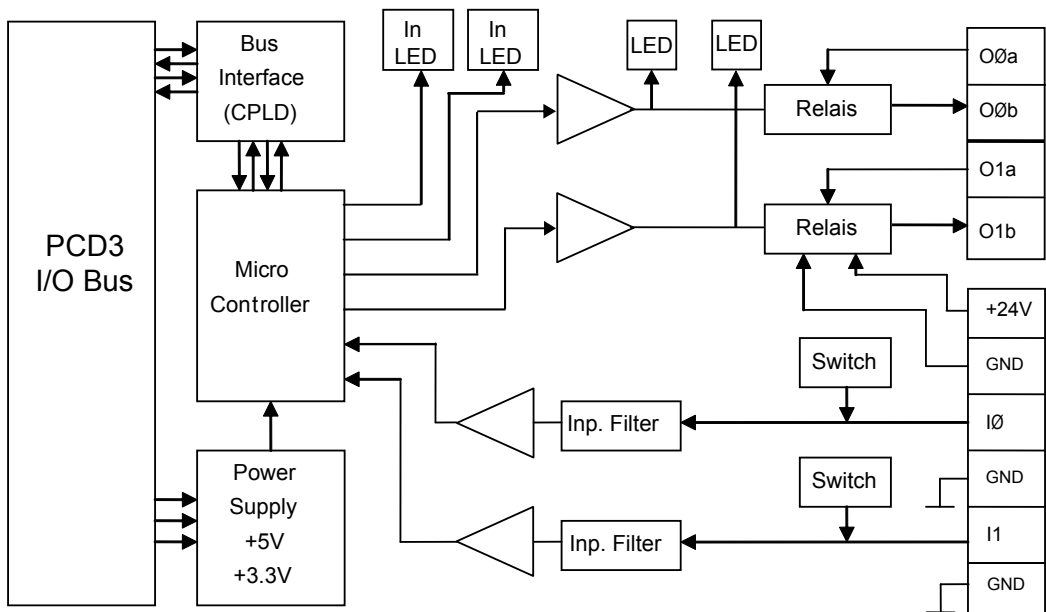 PCD3
I/O Bus
Bus
Interface
(CPLD)
Micro
Controller
Power
Supply
+5V
+3.3V
In
LED
In
LED
LED
LED
Relais
Relais
Switch
Inp. Filter
Switch
Inp. Filter
OØa
OØb
O1a
O1b
+24V
GND
IØ
GND
I1
GND